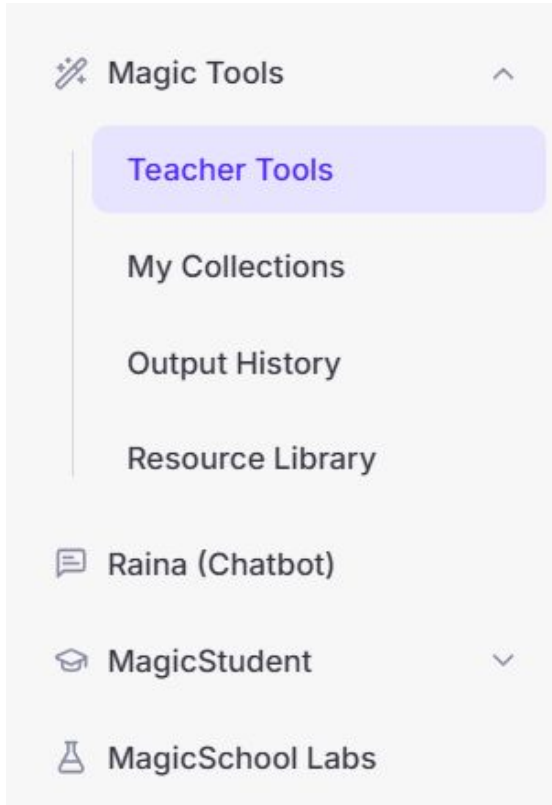 Magic Tools
Teacher Tools
My Collections
Output History
Resource Library
Raina (Chatbot)
MagicStudent
MagicSchool Labs